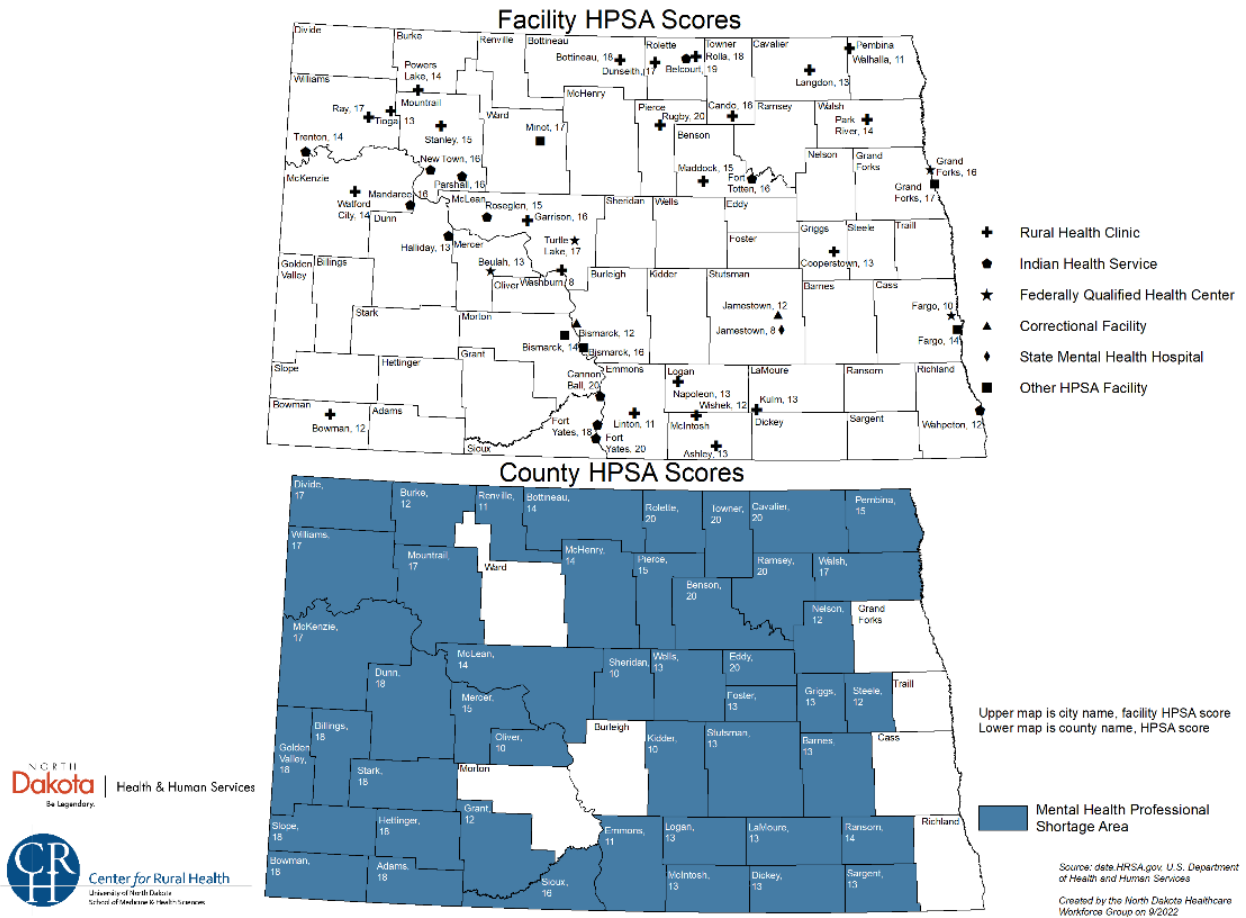 Facility HPSA Scores
Divide
Burke
Renville
Bottineau
Rolette
Towner
Cavalier
Pembina
Bottineau, 18
Dunseith, 17
Belcourt, 19
Rolla, 18
Langdon, 13
Walhalla, 11
Powers
Lake, 14
Williams
Mountrail
McHenry
Pierce
Ramsey
Walsh
Ray, 17
Tioga, 13
Stanley, 15
Ward
Minot, 17
Rugby, 20
Cando, 16
Park
River, 14
Benson
Trenton, 14
New Town, 16
Parshall, 16
Maddock, 15
Fort
Totten, 16
Nelson
Grand
Forks
Grand
Forks, 16
Grand
Forks, 17
McKenzie
Mandaree, 16
Watford
City, 14
McLean
Roseglen, 15
Garrison, 16
Sheridan
Wells
Eddy
Dunn
Halliday, 13
Mercer
Turtle
Lake, 17
Foster
Griggs
Steele
Traill
Cooperstown, 13
Golden
Valley
Billings
Beulah, 13
Oliver
Washburn, 8
Burleigh
Kidder
Stutsman
Barnes
Cass
Stark
Morton
Jamestown, 12
Jamestown, 8
Fargo, 10
Fargo, 14
Bismarck, 12
Bismarck, 14
Bismarck, 16
Slope
Hettinger
Grant
Cannon
Ball, 20
Emmons
Logan
LaMoure
Ransom
Richland
Napoleon, 13
Wishek, 12
Kulm, 13
Bowman
Bowman, 12
Adams
Fort
Yates, 18
Fort
Yates, 20
Linton, 11
McIntosh
Ashley, 13
Dickey
Sargent
Wahpeton, 12
Sioux
Rural Health Clinic
Indian Health Service
Federally Qualified Health Center
Correctional Facility
State Mental Health Hospital
Other HPSA Facility
County HPSA Scores
Divide,
17
Burke,
12
Renville,
11
Bottineau,
14
Rolette,
20
Towner,
20
Cavalier,
20
Pembina,
15
Williams,
17
Mountrail,
17
Ward
McHenry,
14
Pierce,
15
Ramsey,
20
Walsh,
17
Benson,
20
Nelson,
12
Grand
Forks
McKenzie,
17
McLean,
14
Sheridan,
10
Wells,
13
Eddy,
20
Dunn,
18
Mercer,
15
Foster,
13
Griggs,
13
Steele,
12
Traill
Golden
Valley,
18
Billings,
18
Oliver,
10
Burleigh
Kidder,
10
Stutsman,
13
Barnes,
13
Cass
Stark,
18
Morton
Grant,
12
Slope,
18
Hettinger,
18
Emmons,
11
Logan,
13
LaMoure,
13
Ransom,
14
Richland
Bowman,
18
Adams,
18
Sioux,
16
McIntosh,
13
Dickey,
13
Sargent,
13
Upper map is city name, facility HPSA score
Lower map is county name, HPSA score
Mental Health Professional
Shortage Area
NORTH
Dakota
Be Legendary.
Health & Human Services
CRH
Center for Rural Health
University of North Dakota
School of Medicine & Health Sciences
Source: data.HRSA.gov, U.S. Department
of Health and Human Services
Created by the North Dakota Healthcare
Workforce Group on 9/2022